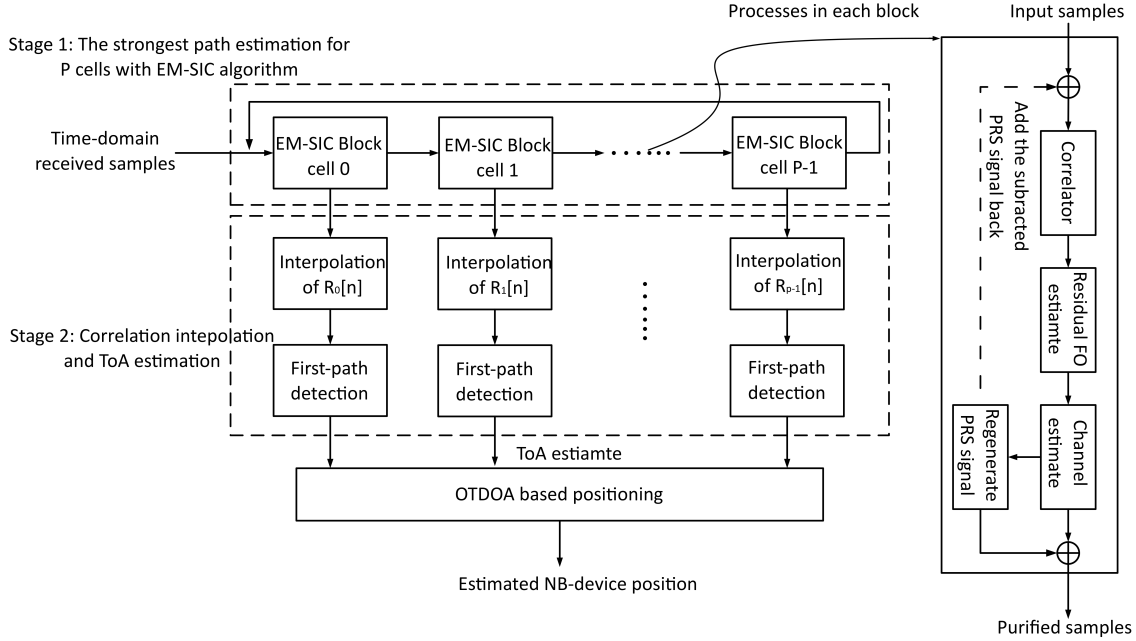 Processes in each block
Input samples
Stage 1: The strongest path estimation for
P cells with EM-SIC algorithm
Time-domain
received samples
EM-SIC Block
cell 0
EM-SIC Block
cell 1
EM-SIC Block
cell P-1
Interpolation
of R0[n]
Interpolation
of R1[n]
Interpolation
of Rp-1[n]
Stage 2: Correlation intepolation
and ToA estimation
First-path
detection
First-path
detection
First-path
detection
ToA estiamte
OTDOA based positioning
Estimated NB-device position
Add the subracted
PRS signal back
Correlator
Residual FO
estiamte
Channel
estimate
Regenerate
PRS signal
Purified samples